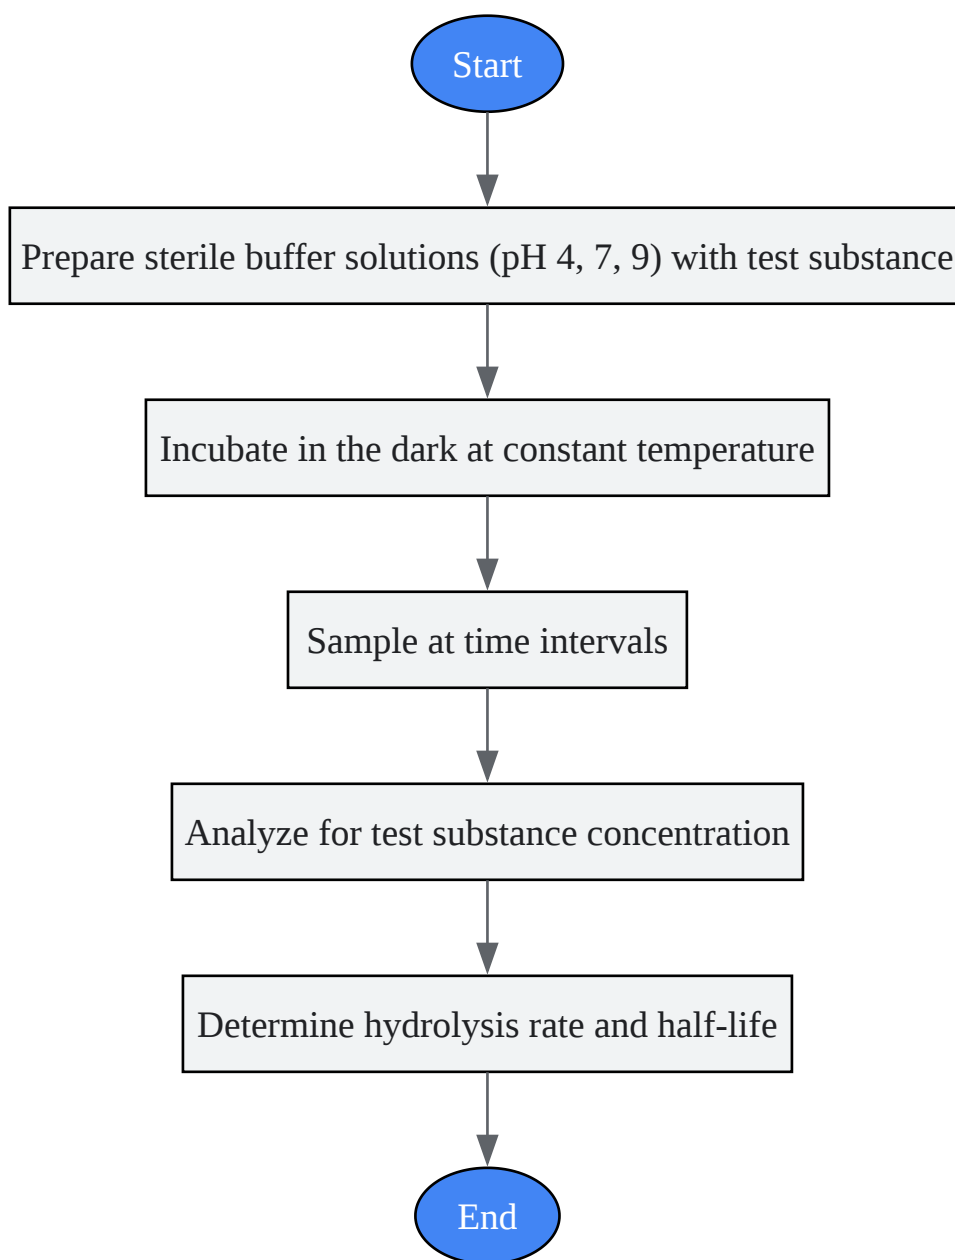 Start
Prepare sterile buffer solutions (pH 4, 7, 9) with test substance
Incubate in the dark at constant temperature
Sample at time intervals
Analyze for test substance concentration
Determine hydrolysis rate and half-life
End